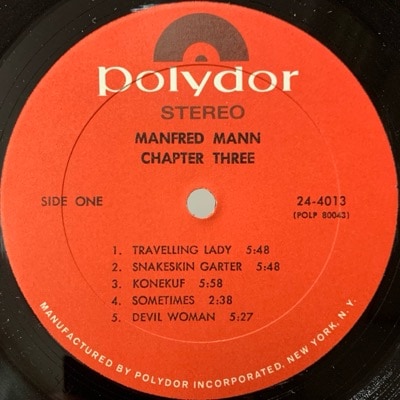 polydor
STEREO
MANFRED MANN
CHAPTER THREE
SIDE ONE 24-4013
(POLP 80043)
1. TRAVELLING LADY 5:48
2. SNAKESKIN GARTER 5:48
3. KONEKUF 5:58
4. SOMETIMES 2:38
5. DEVIL WOMAN 5:27
MANUFACTURED BY POLYDOR INCORPORATED, NEW YORK, N.Y.